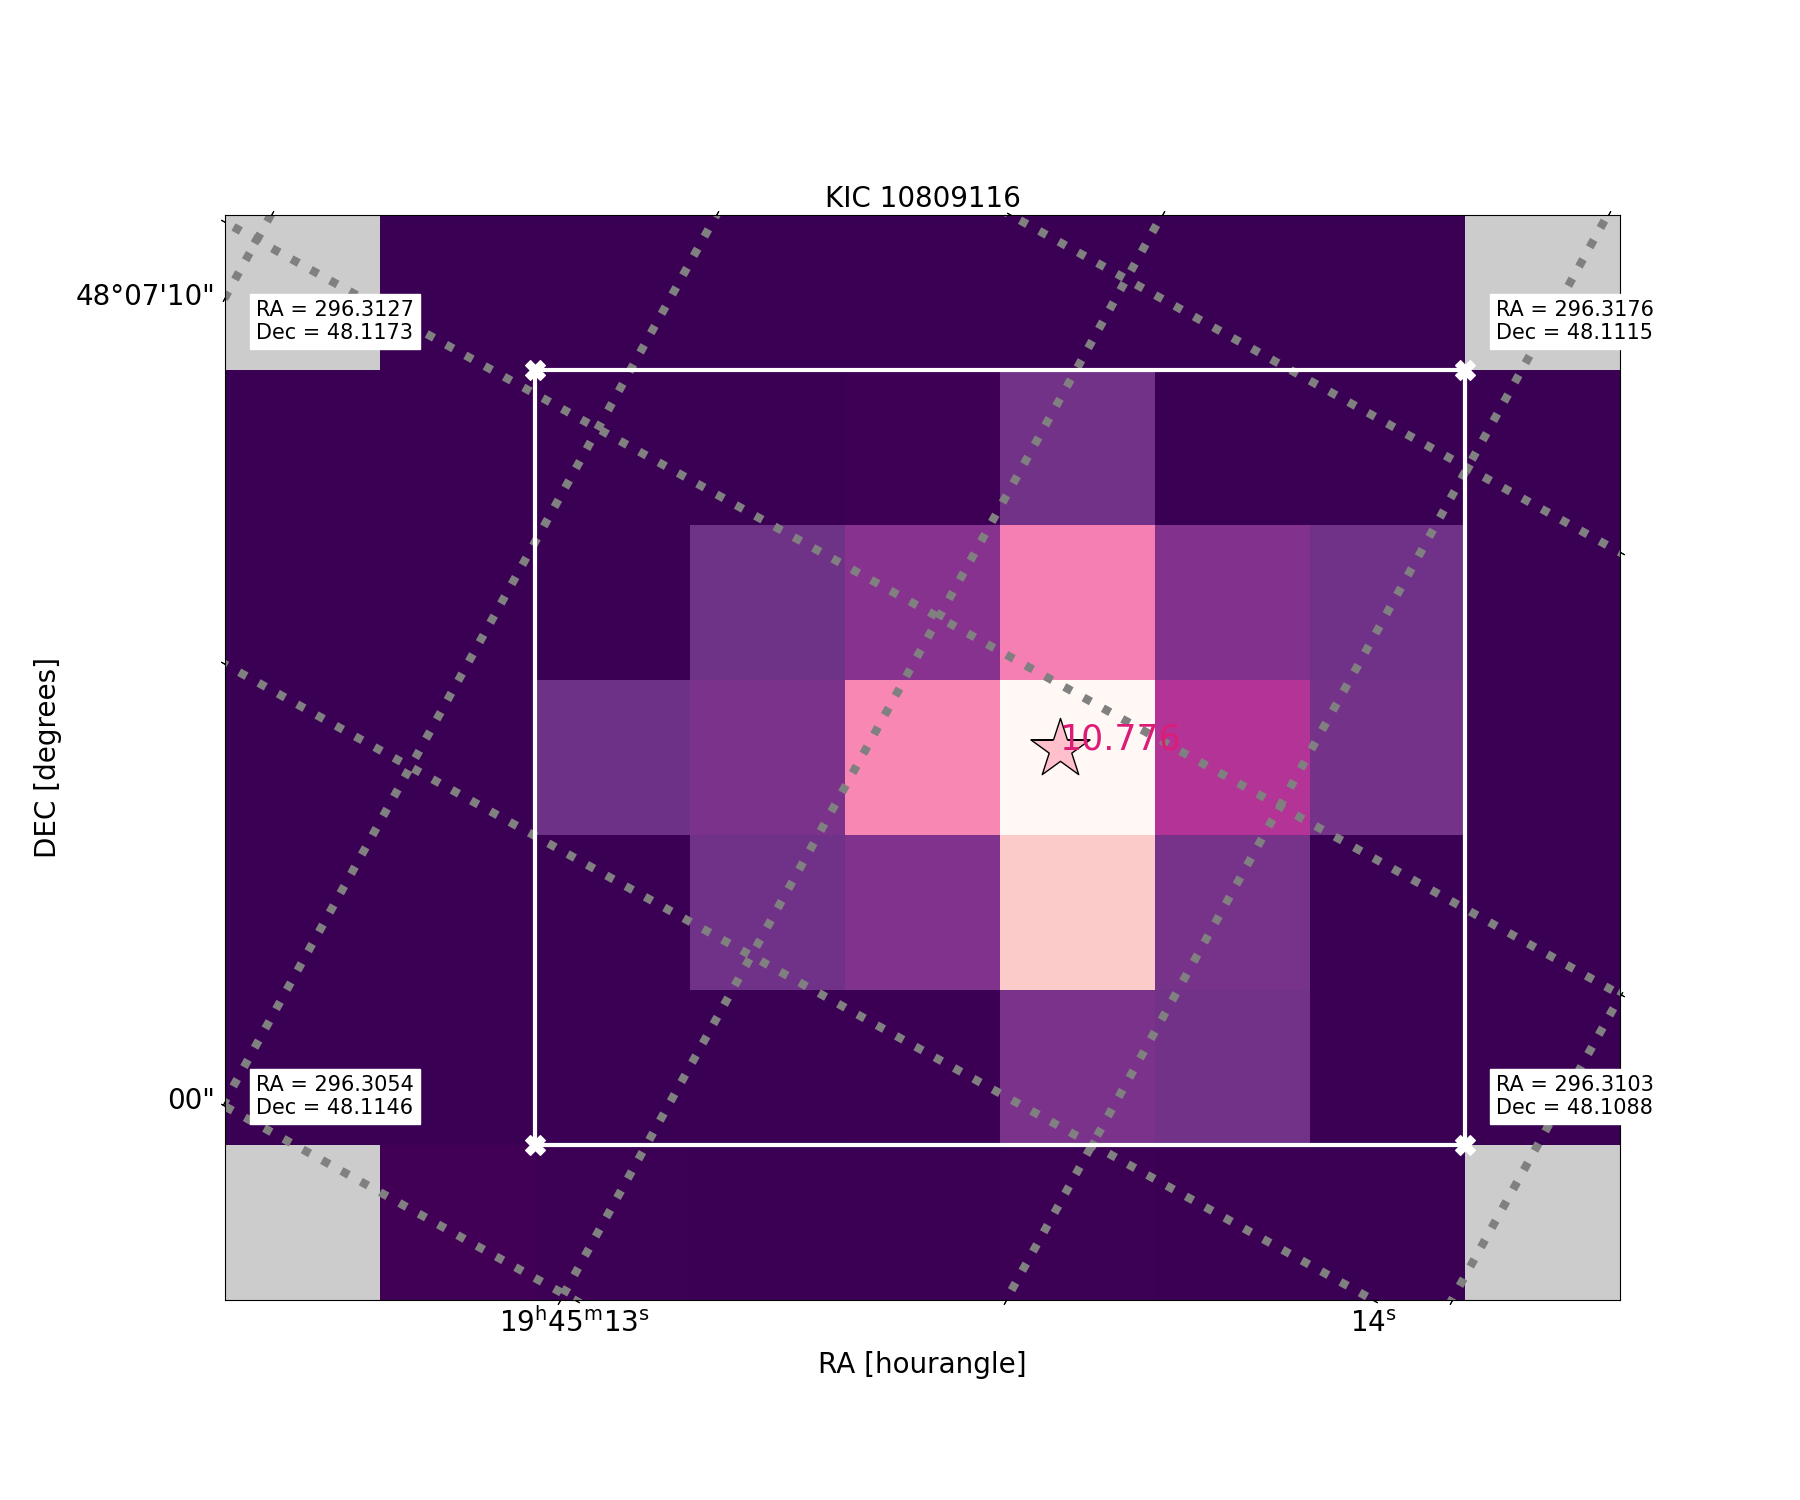 KIC 10809116
48°07'10"
RA = 296.3127
Dec = 48.1173
RA = 296.3176
Dec = 48.1115
10.776
DEC [degrees]
00"
RA = 296.3054
Dec = 48.1146
RA = 296.3103
Dec = 48.1088
19ʰ45ᵐ13ˢ
14ˢ
RA [hourangle]